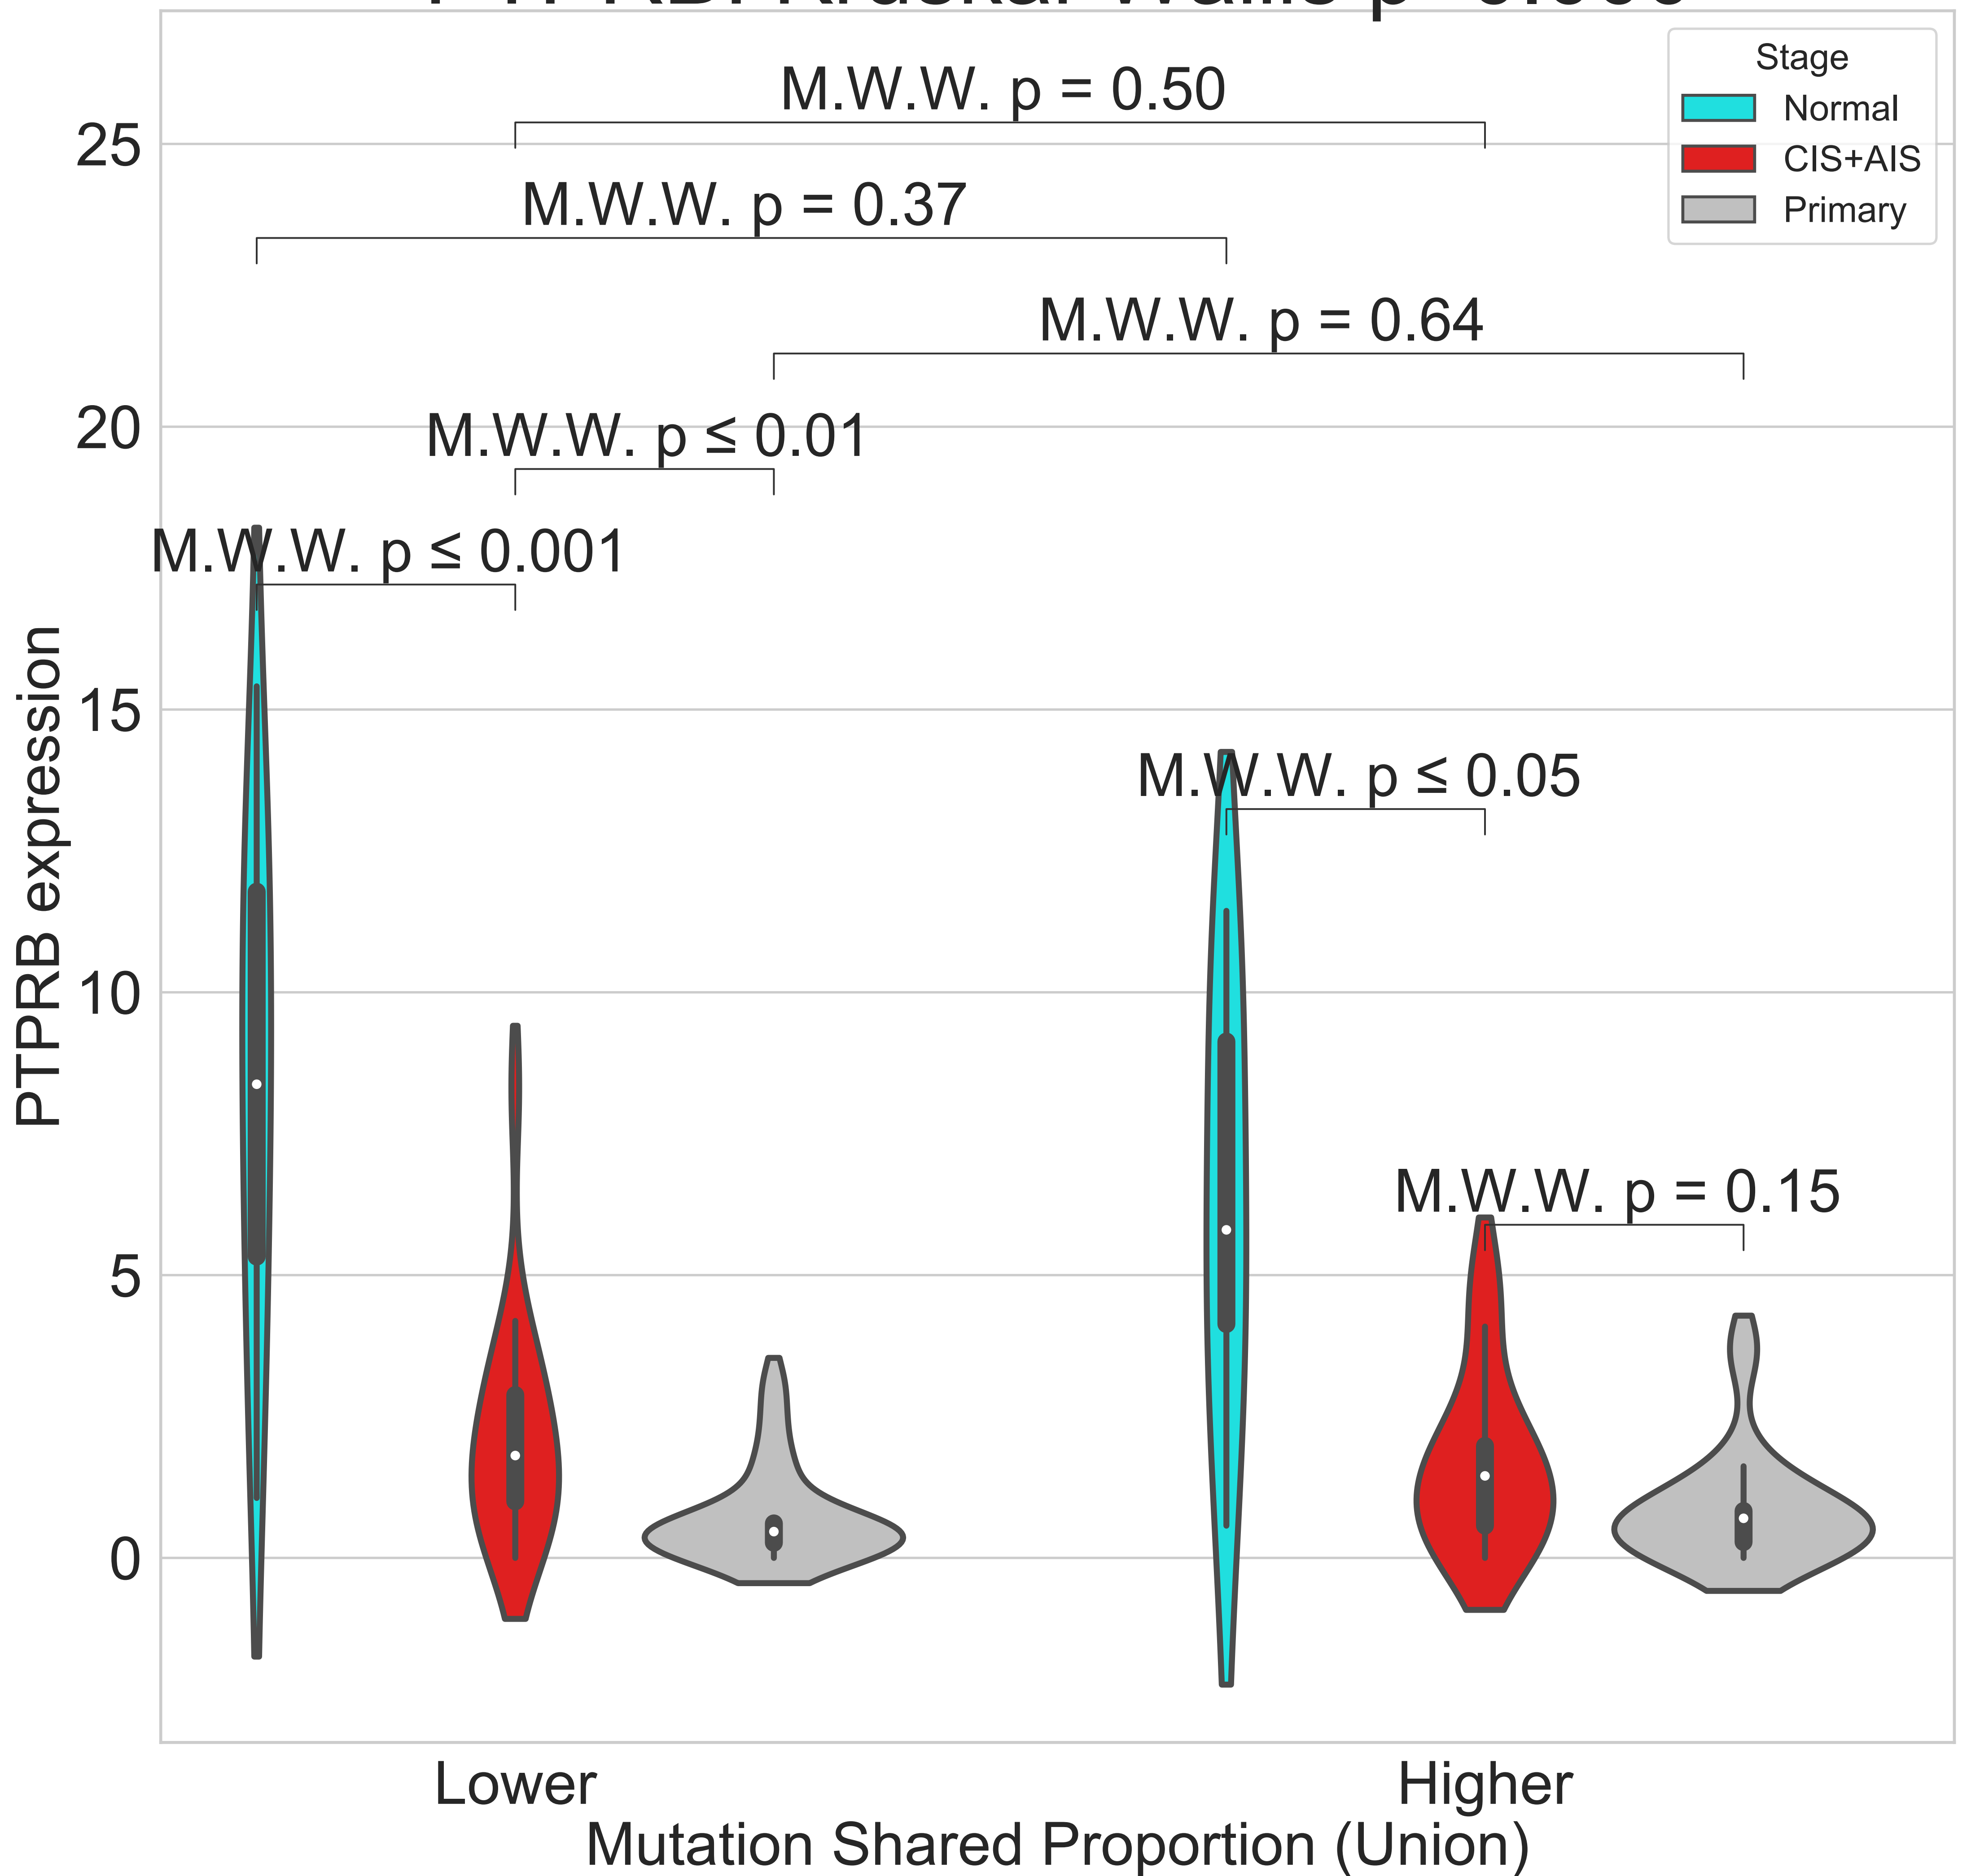 Stage
Normal
CIS+AIS
Primary
M.W.W. p = 0.50
M.W.W. p = 0.37
M.W.W. p = 0.64
M.W.W. p ≤ 0.01
M.W.W. p ≤ 0.001
M.W.W. p ≤ 0.05
M.W.W. p = 0.15
PTPRB expression
25
20
15
10
5
0
Lower
Higher
Mutation Shared Proportion (Union)